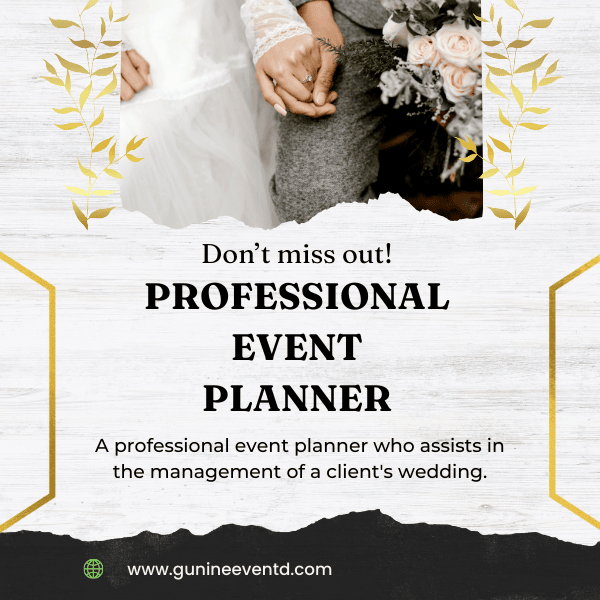 Don’t miss out!
PROFESSIONAL
EVENT
PLANNER
A professional event planner who assists in
the management of a client's wedding.
www.gunineeventd.com